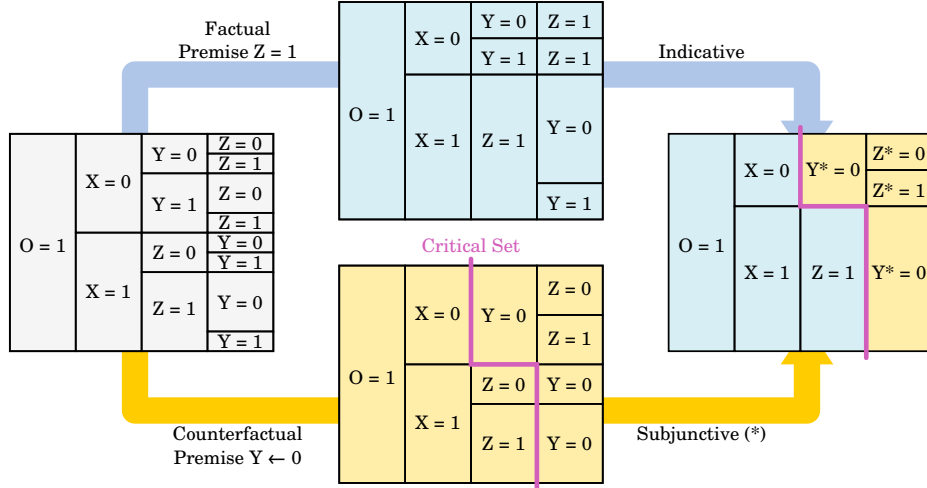 Factual
Premise Z = 1
O = 1
X = 0
Y = 0
Z = 1
Y = 1
Z = 1
X = 1
Z = 1
Y = 0
Y = 1
Indicative
O = 1
X = 0
Y = 0
Z = 0
Z = 1
Y = 1
Z = 0
Z = 1
X = 1
Z = 0
Y = 0
Y = 1
Z = 1
Y = 0
Y = 1
Critical Set
O = 1
X = 0
Y = 0
Z = 0
Z = 1
X = 1
Z = 0
Y = 0
Z = 1
Y = 0
X = 0
Y* = 0
Z* = 0
Z* = 1
O = 1
X = 1
Z = 1
Y* = 0
Counterfactual
Premise Y ← 0
Subjunctive (*)